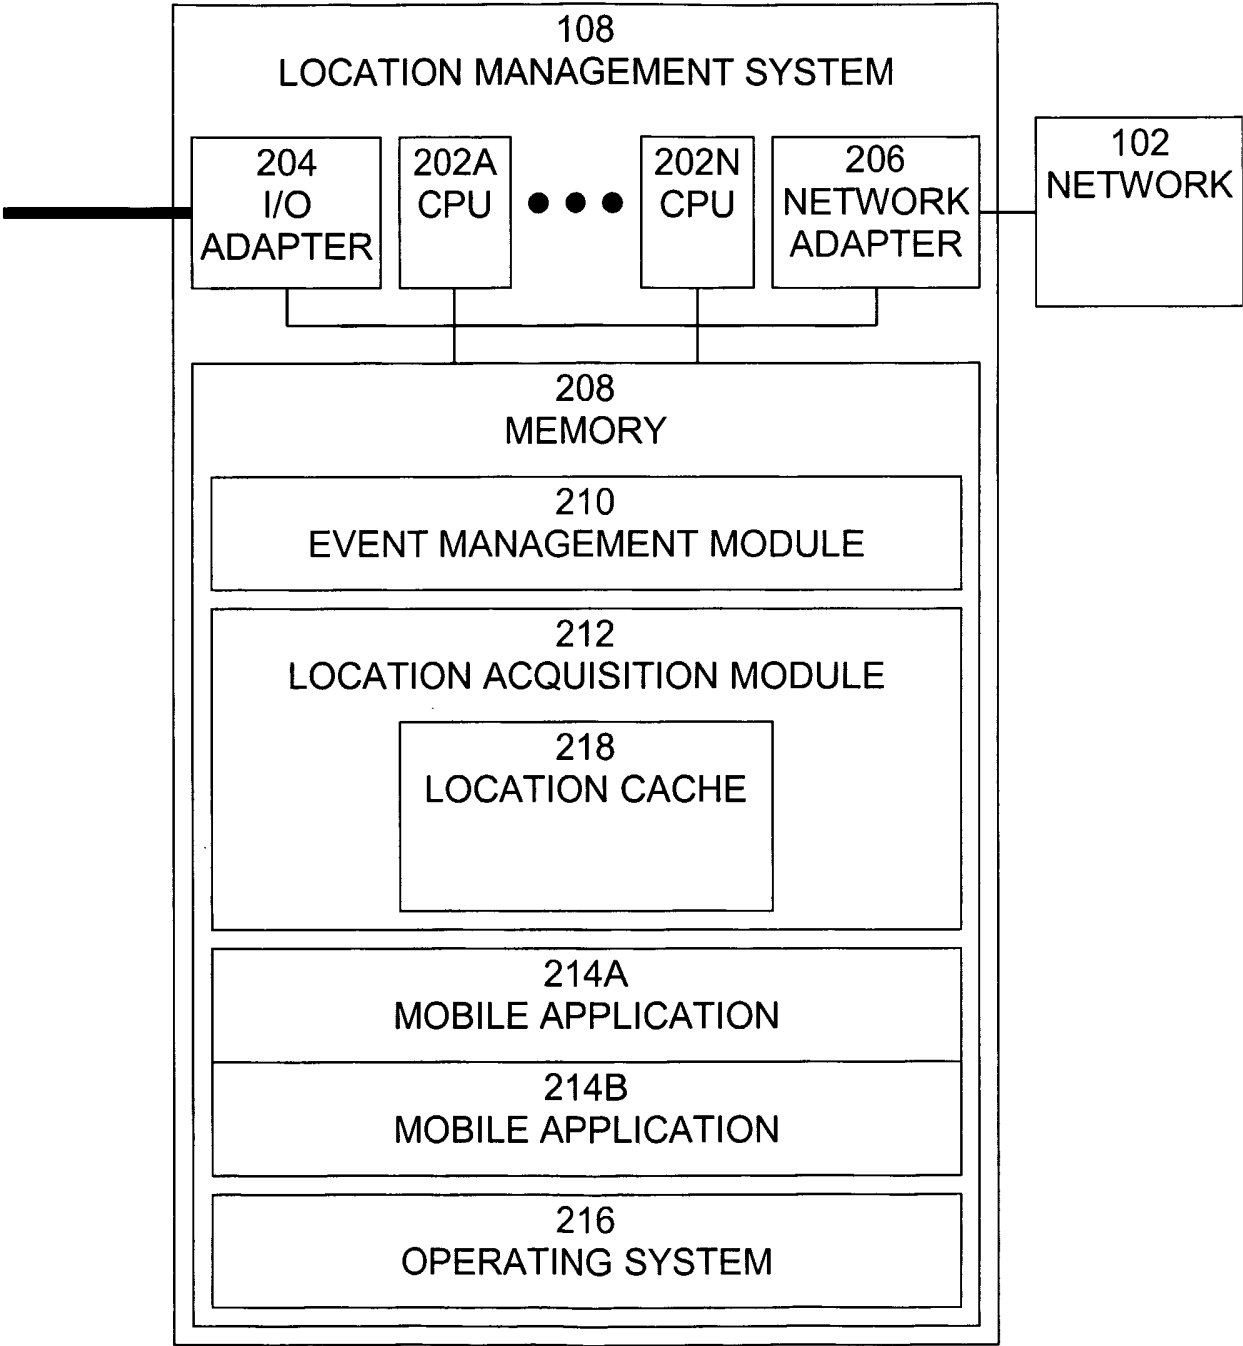 108
LOCATION MANAGEMENT SYSTEM
204
I/O
ADAPTER
202A
CPU
202N
CPU
206
NETWORK
ADAPTER
102
NETWORK
208
MEMORY
210
EVENT MANAGEMENT MODULE
212
LOCATION ACQUISITION MODULE
218
LOCATION CACHE
214A
MOBILE APPLICATION
214B
MOBILE APPLICATION
216
OPERATING SYSTEM